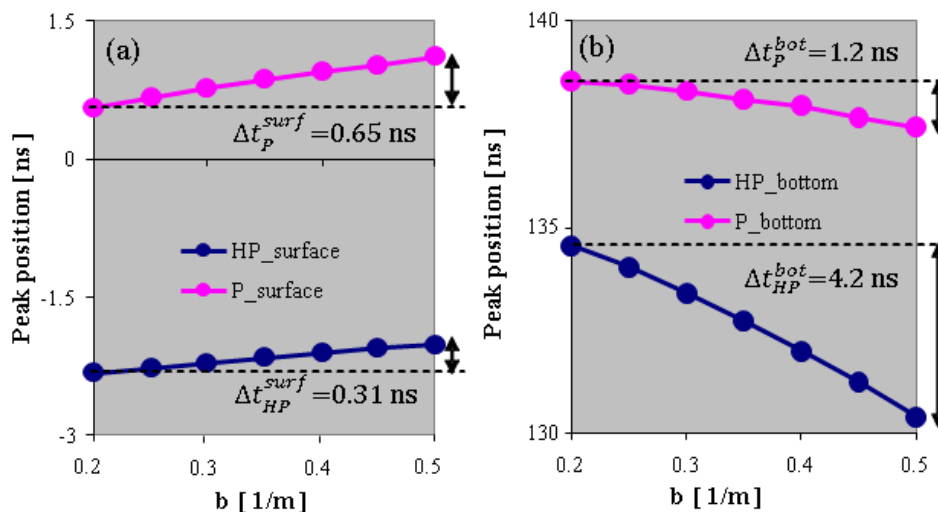 (a)
1.5
0
-1.5
-3
Peak position [ns]
Δt_P^surf =0.65 ns
HP_surface
P_surface
Δt_HP^surf =0.31 ns
0.2 0.3 0.4 0.5
b [1/m]
(b)
140
135
130
Peak position [ns]
Δt_P^bot =1.2 ns
HP_bottom
P_bottom
Δt_HP^bot =4.2 ns
0.2 0.3 0.4 0.5
b [1/m]